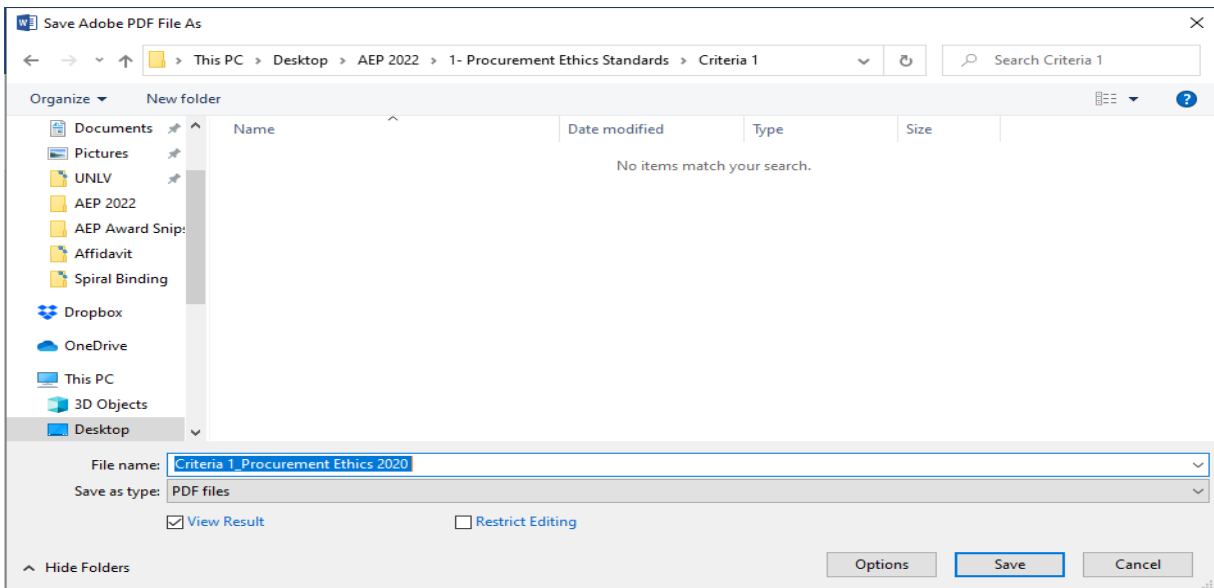 Save Adobe PDF File As
This PC > Desktop > AEP 2022 > 1- Procurement Ethics Standards > Criteria 1
Search Criteria 1
Organize
New folder
Name
Date modified
Type
Size
No items match your search.
Documents
Pictures
UNLV
AEP 2022
AEP Award Snips
Affidavit
Spiral Binding
Dropbox
OneDrive
This PC
3D Objects
Desktop
File name: Criteria 1_Procurement Ethics 2020
Save as type: PDF files
View Result
Restrict Editing
Hide Folders
Options
Save
Cancel